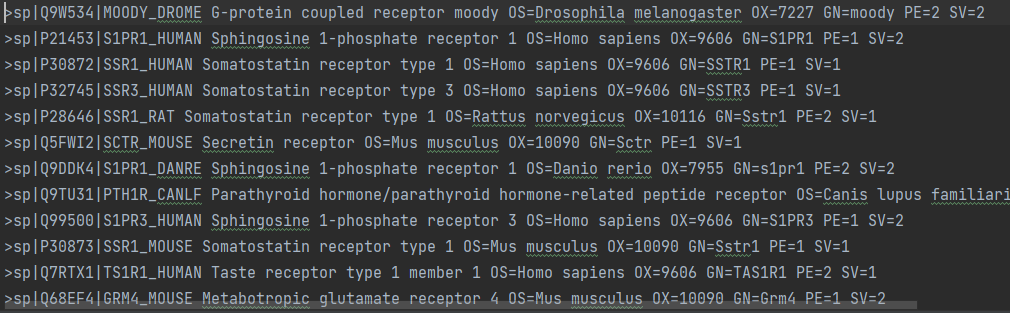 >sp|Q9W534|MOODY_DROME G-protein coupled receptor moody OS=Drosophila melanogaster OX=7227 GN=moody PE=2 SV=2
>sp|P21453|S1PR1_HUMAN Sphingosine 1-phosphate receptor 1 OS=Homo sapiens OX=9606 GN=S1PR1 PE=1 SV=2
>sp|P30872|SSR1_HUMAN Somatostatin receptor type 1 OS=Homo sapiens OX=9606 GN=SSTR1 PE=1 SV=1
>sp|P32745|SSR3_HUMAN Somatostatin receptor type 3 OS=Homo sapiens OX=9606 GN=SSTR3 PE=1 SV=1
>sp|P28646|SSR1_RAT Somatostatin receptor type 1 OS=Rattus norvegicus OX=10116 GN=Sstr1 PE=2 SV=1
>sp|Q5FWI2|SCTR_MOUSE Secretin receptor OS=Mus musculus OX=10090 GN=Sctr PE=1 SV=1
>sp|Q9DDK4|S1PR1_DANRE Sphingosine 1-phosphate receptor 1 OS=Danio rerio OX=7955 GN=s1pr1 PE=2 SV=2
>sp|Q9TU31|PTH1R_CANLF Parathyroid hormone/parathyroid hormone-related peptide receptor OS=Canis lupus familiari
>sp|Q99500|S1PR3_HUMAN Sphingosine 1-phosphate receptor 3 OS=Homo sapiens OX=9606 GN=S1PR3 PE=1 SV=2
>sp|P30873|SSR1_MOUSE Somatostatin receptor type 1 OS=Mus musculus OX=10090 GN=Sstr1 PE=1 SV=1
>sp|Q7RTX1|TS1R1_HUMAN Taste receptor type 1 member 1 OS=Homo sapiens OX=9606 GN=TAS1R1 PE=2 SV=1
>sp|Q68EF4|GRM4_MOUSE Metabotropic glutamate receptor 4 OS=Mus musculus OX=10090 GN=Grm4 PE=1 SV=2